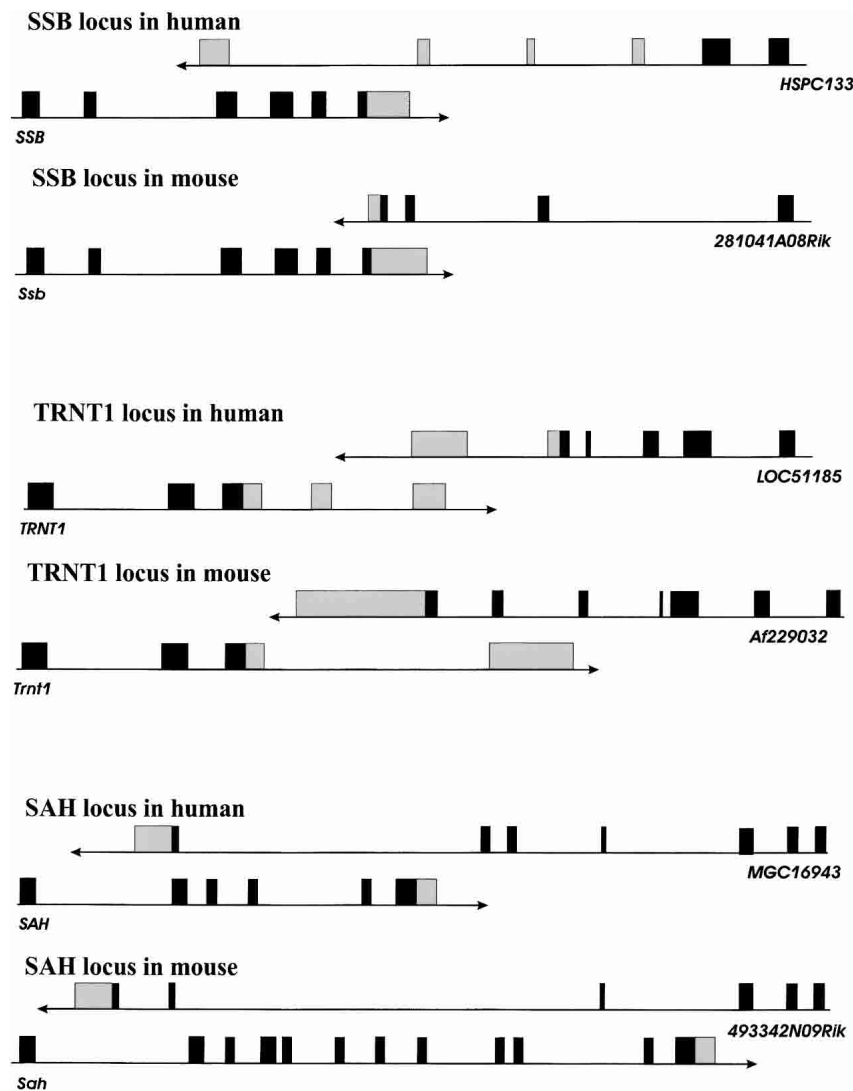 SSB locus in human
HSPC133
SSB
SSB locus in mouse
281041A08Rik
Ssb
TRNT1 locus in human
LOC51185
TRNT1
TRNT1 locus in mouse
Af229032
Trnt1
SAH locus in human
MGC16943
SAH
SAH locus in mouse
493342N09Rik
Sah